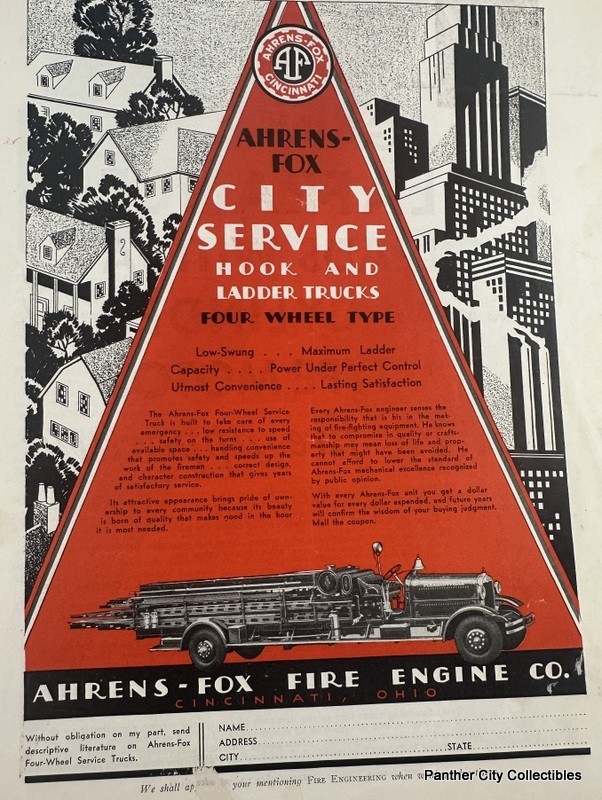 AHRENS-FOX
AF
CINCINNATI
AHRENS-
FOX
CITY
SERVICE
HOOK AND
LADDER TRUCKS
FOUR WHEEL TYPE
Low-Swung . . . Maximum Ladder
Capacity . . . . Power Under Perfect Control
Utmost Convenience . . . . Lasting Satisfaction
The Ahrens-Fox Four-Wheel Service
Truck is built to take care of every
emergency . . . low resistance to speed
. . . safety on the turns . . . use of
available space . . . handling convenience
that promotes safety and speeds up the
work of the fireman . . . correct design,
and character construction that gives years
of satisfactory service.
Its attractive appearance brings pride of own-
ership to every community because its beauty
is born of quality that makes good in the hour
it is most needed.
Every Ahrens-Fox engineer senses the
responsibility that is his in the mak-
ing of fire-fighting equipment. He knows
that to compromise in quality or crafts-
manship may mean loss of life and prop-
erty that might have been avoided. He
cannot afford to lower the standard of
Ahrens-Fox mechanical excellence recognized
by public opinion.
With every Ahrens-Fox unit you get a dollar
value for every dollar expended, and future years
will confirm the wisdom of your buying judgment.
Mail the coupon.
AHRENS-FOX FIRE ENGINE CO.
CINCINNATI, OHIO
Without obligation on my part, send
descriptive literature on Ahrens-Fox
Four-Wheel Service Trucks.
NAME
ADDRESS
CITY STATE
We shall your mentioning FIRE ENGINEERING when
Panther City Collectibles